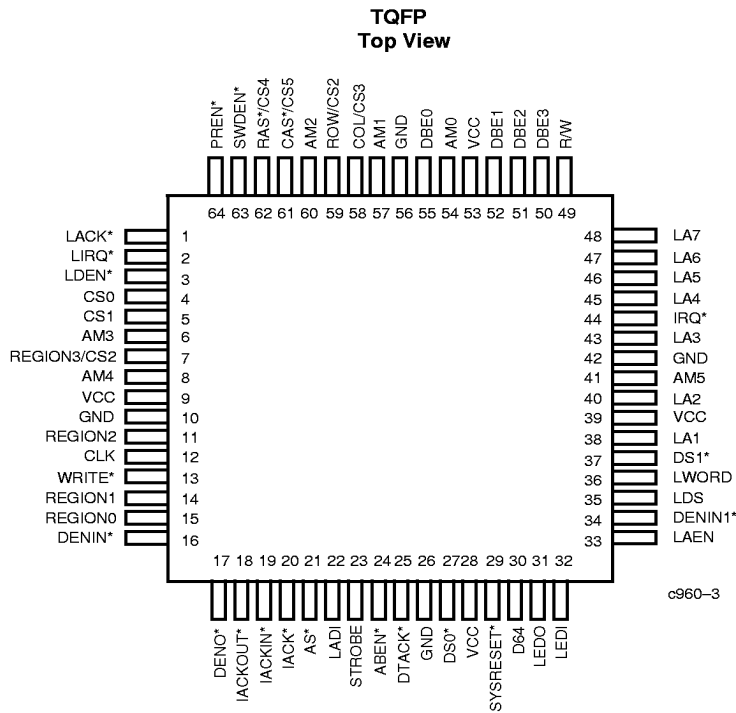 TQFP
Top View
PREN*
SWDEN*
RAS*/CS4
CAS*/CS5
AM2
ROW/CS2
COL/CS3
AM1
GND
DBE0
AM0
VCC
DBE1
DBE2
DBE3
R/W
64 63 62 61 60 59 58 57 56 55 54 53 52 51 50 49
LACK* 1
LIRQ* 2
LDEN* 3
CS0 4
CS1 5
AM3 6
REGION3/CS2 7
AM4 8
VCC 9
GND 10
REGION2 11
CLK 12
WRITE* 13
REGION1 14
REGION0 15
DENIN* 16
48 LA7
47 LA6
46 LA5
45 LA4
44 IRQ*
43 LA3
42 GND
41 AM5
40 LA2
39 VCC
38 LA1
37 DS1*
36 LWORD
35 LDS
34 DENIN1*
33 LAEN
17 18 19 20 21 22 23 24 25 26 27 28 29 30 31 32
DENO*
IACKOUT*
IACKIN*
IACK*
AS*
LADI
STROBE
ABEN*
DTACK*
GND
DS0*
VCC
SYSRESET*
D64
LEDO
LEDI
c960–3